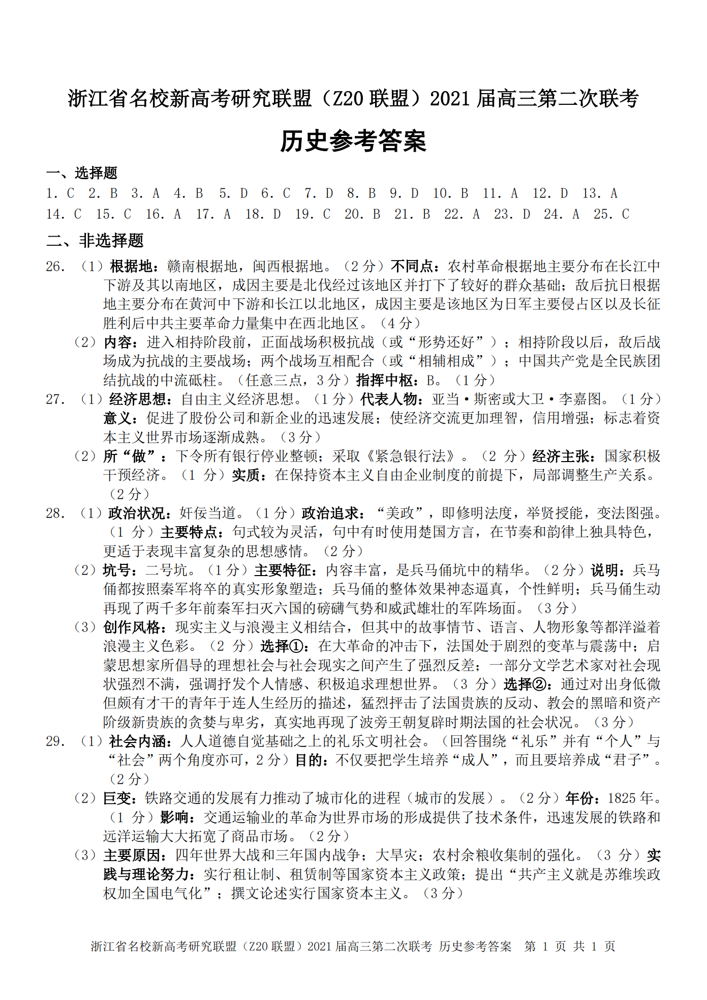 浙江省名校新高考研究联盟（Z20 联盟）2021 届高三第二次联考
历史参考答案
一、选择题
1. C 2. B 3. A 4. B 5. D 6. C 7. D 8. B 9. D 10. B 11. A 12. D 13. A
14. C 15. C 16. A 17. A 18. D 19. C 20. B 21. B 22. A 23. D 24. A 25. C
二、非选择题
26. （1）根据地：赣南根据地，闽西根据地。（2 分）不同点：农村革命根据地主要分布在长江中
下游及其以南地区，成因主要是北伐经过该地区并打下了较好的群众基础；敌后抗日根据
地主要分布在黄河中下游和长江以北地区，成因主要是该地区为日军主要侵占区以及长征
胜利后中共主要革命力量集中在西北地区。（4 分）
（2）内容：进入相持阶段前，正面战场积极抗战（或“形势还好”）；相持阶段以后，敌后战
场成为抗战的主要战场；两个战场互相配合（或“相辅相成”）；中国共产党是全民族团
结抗战的中流砥柱。（任意三点，3 分）指挥中枢：B。（1 分）
27. （1）经济思想：自由主义经济思想。（1 分）代表人物：亚当·斯密或大卫·李嘉图。（1 分）
意义：促进了股份公司和新企业的迅速发展；使经济交流更加理智，信用增强；标志着资
本主义世界市场逐渐成熟。（3 分）
（2）所“做”：下令所有银行停业整顿；采取《紧急银行法》。（2 分）经济主张：国家积极
干预经济。（1 分）实质：在保持资本主义自由企业制度的前提下，局部调整生产关系。
（2 分）
28. （1）政治状况：奸佞当道。（1 分）政治追求：“美政”，即修明法度，举贤授能，变法图强。
（1 分）主要特点：句式较为灵活，句中有时使用楚国方言，在节奏和韵律上独具特色，
更适于表现丰富复杂的思想感情。（2 分）
（2）坑号：二号坑。（1 分）主要特征：内容丰富，是兵马俑坑中的精华。（2 分）说明：兵马
俑都按照秦军将卒的真实形象塑造；兵马俑的整体效果神态逼真，个性鲜明；兵马俑生动
再现了两千多年前秦军扫灭六国的磅礴气势和威武雄壮的军阵场面。（3 分）
（3）创作风格：现实主义与浪漫主义相结合，但其中的故事情节、语言、人物形象等都洋溢着
浪漫主义色彩。（2 分）选择①：在大革命的冲击下，法国处于剧烈的变革与震荡中；启
蒙思想家所倡导的理想社会与社会现实之间产生了强烈反差；一部分文学艺术家对社会现
状强烈不满，强调抒发个人情感、积极追求理想世界。（3 分）选择②：通过对出身低微
但颇有才干的青年于连人生经历的描述，猛烈抨击了法国贵族的反动、教会的黑暗和资产
阶级新贵族的贪婪与卑劣，真实地再现了波旁王朝复辟时期法国的社会状况。（3 分）
29. （1）社会内涵：人人道德自觉基础之上的礼乐文明社会。（回答围绕“礼乐”并有“个人”与
“社会”两个角度亦可，2 分）目的：不仅要把学生培养“成人”，而且要培养成“君子”。
（2 分）
（2）巨变：铁路交通的发展有力推动了城市化的进程（城市的发展）。（2 分）年份：1825 年。
（1 分）影响：交通运输业的革命为世界市场的形成提供了技术条件，迅速发展的铁路和
远洋运输大大拓宽了商品市场。（2 分）
（3）主要原因：四年世界大战和三年国内战争；大旱灾；农村余粮收集制的强化。（3 分）实
践与理论努力：实行租让制、租赁制等国家资本主义政策；提出“共产主义就是苏维埃政
权加全国电气化”；撰文论述实行国家资本主义。（3 分）
浙江省名校新高考研究联盟（Z20 联盟）2021 届高三第二次联考 历史参考答案 第 1 页 共 1 页